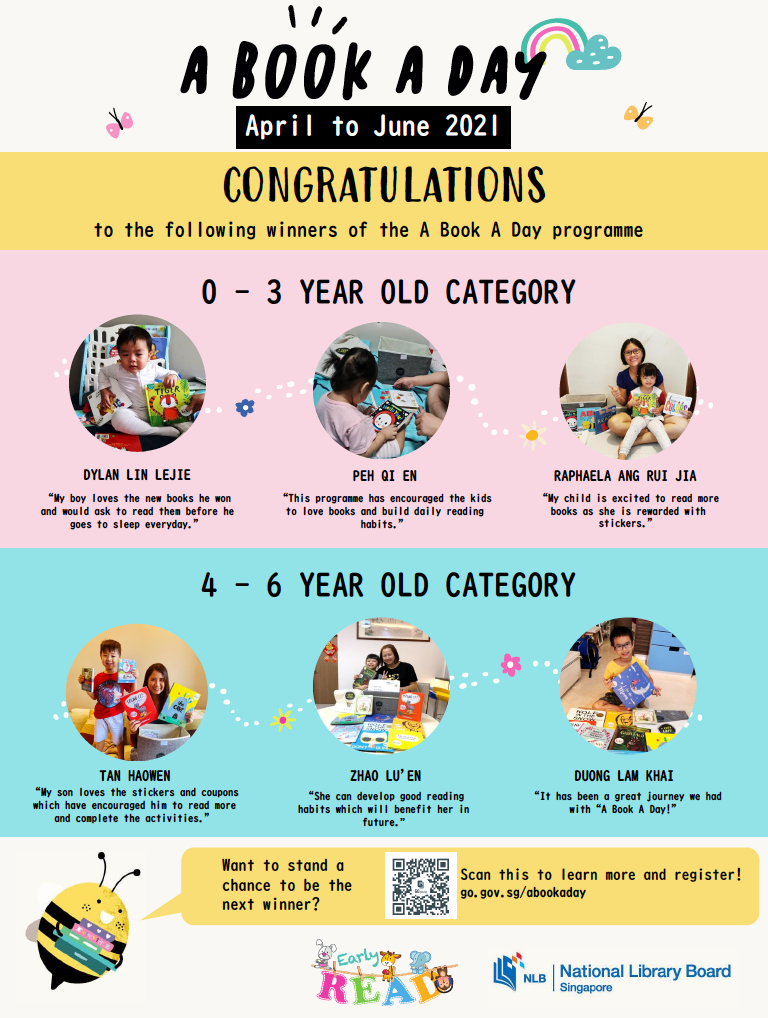 A BOOK A DAY
April to June 2021
CONGRATULATIONS
to the following winners of the A Book A Day programme
0 - 3 YEAR OLD CATEGORY
TIGER
COLOURS
DYLAN LIN LEJIE
"My boy loves the new books he won
and would ask to read them before he
goes to sleep everyday."
PEH QI EN
"This programme has encouraged the kids
to love books and build daily reading
habits."
RAPHAELA ANG RUI JIA
"My child is excited to read more
books as she is rewarded with
stickers."
4 - 6 YEAR OLD CATEGORY
TAN HAOWEN
"My son loves the stickers and coupons
which have encouraged him to read more
and complete the activities."
ZHAO LU'EN
"She can develop good reading
habits which will benefit her in
future."
DUONG LAM KHAI
"It has been a great journey we had
with "A Book A Day!"
Want to stand a
chance to be the
next winner?
Scan this to learn more and register!
go.gov.sg/abookaday
Early
READ
NLB
National Library Board
Singapore